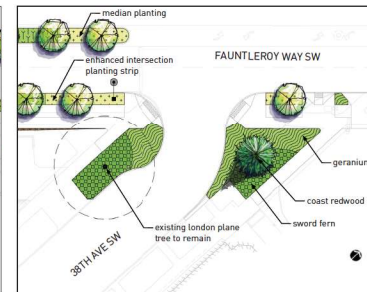 median planting
FAUNTLEROY WAY SW
enhanced intersection
planting strip
geranium
coast redwood
sword fern
existing london plane
tree to remain
38TH AVE SW